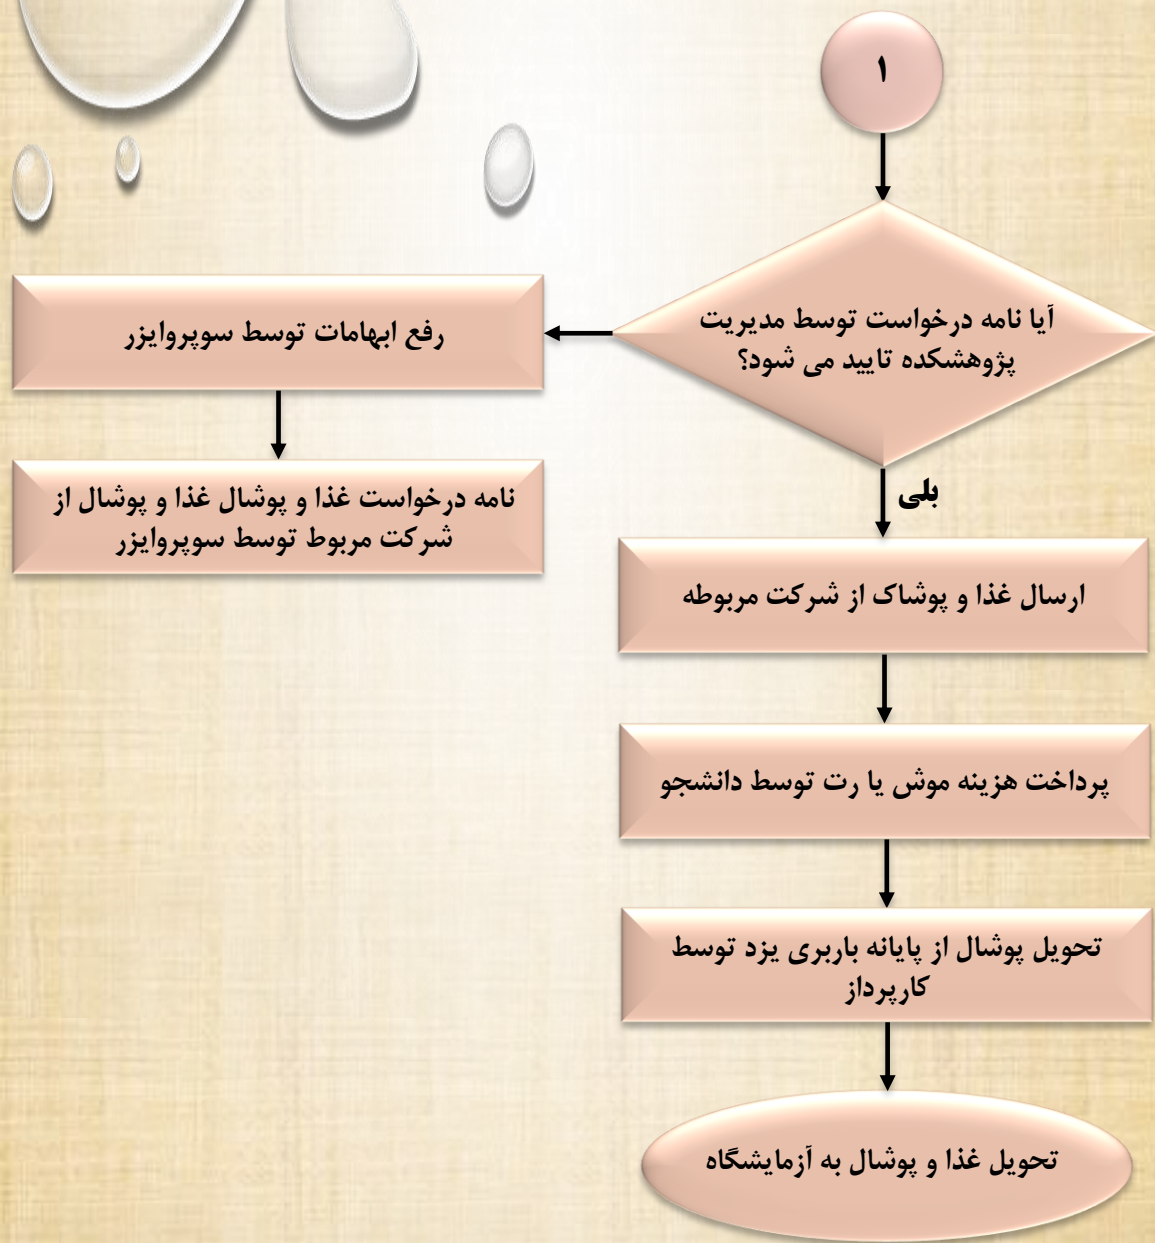 ۱
آیا نامه درخواست توسط مدیریت
پژوهشکده تایید می شود؟
رفع ابهامات توسط سوپروایزر
نامه درخواست غذا و پوشال غذا و پوشال از
شرکت مربوط توسط سوپروایزر
بلی
ارسال غذا و پوشاک از شرکت مربوطه
پرداخت هزینه موش یا رت توسط دانشجو
تحویل پوشال از پایانه باربری یزد توسط
کارپرداز
تحویل غذا و پوشال به آزمایشگاه